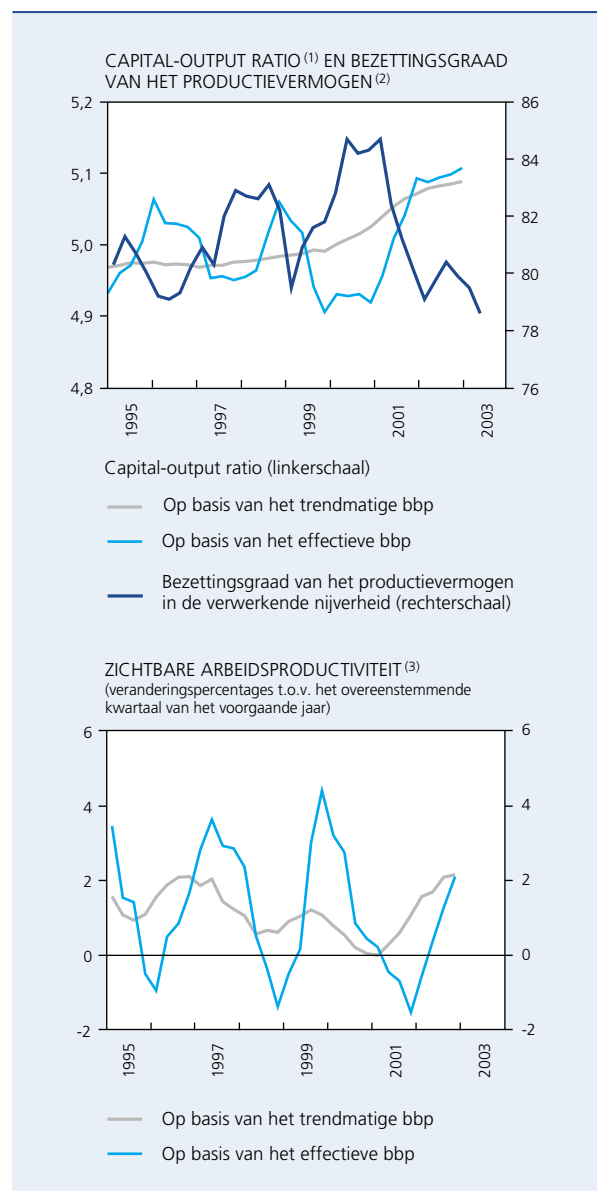 CAPITAL-OUTPUT RATIO (1) EN BEZETTINGSGRAAD
VAN HET PRODUCTIEVERMOGEN (2)
5,2 86
84
5,1
82
5,0
80
4,9
78
4,8 76
1995 1997 1999 2001 2003
Capital-output ratio (linkerschaal)
Op basis van het trendmatige bbp
Op basis van het effectieve bbp
Bezettingsgraad van het productievermogen
in de verwerkende nijverheid (rechterschaal)
ZICHTBARE ARBEIDSPRODUCTIVITEIT (3)
(veranderingspercentages t.o.v. het overeenstemmende
kwartaal van het voorgaande jaar)
6 6
4 4
2 2
0 0
-2 -2
1995 1997 1999 2001 2003
Op basis van het trendmatige bbp
Op basis van het effectieve bbp